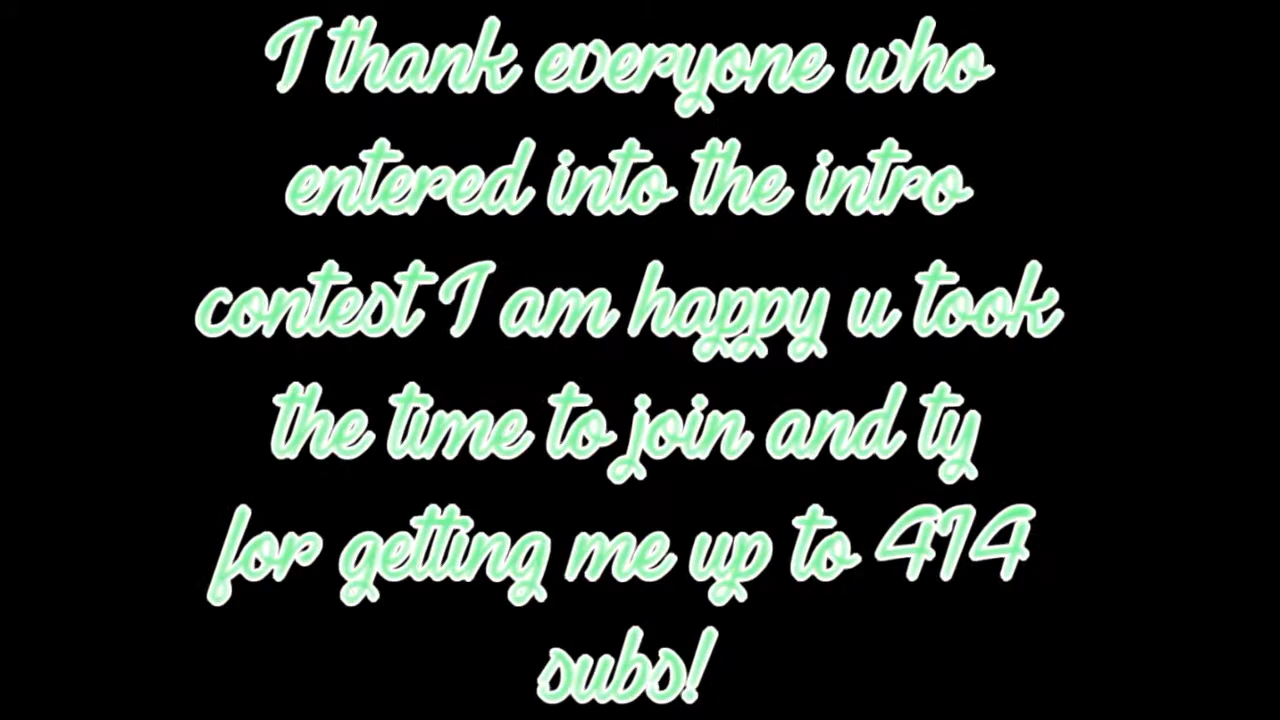 I thank everyone who
entered into the intro
contest I am happy u took
the time to join and ty
for getting me up to 414
subs!